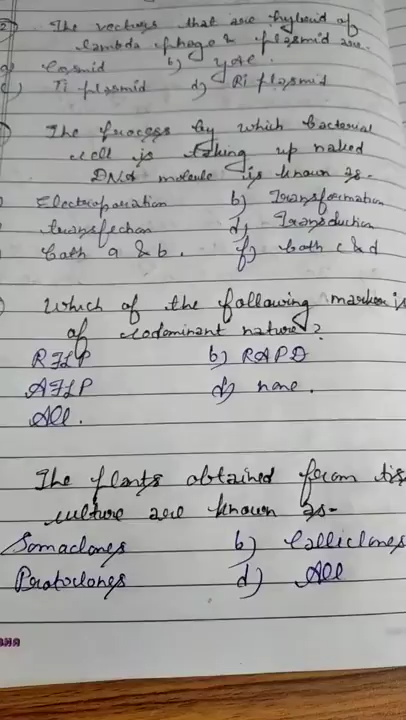 2) The vectors that are hybrid of
lambda phage & plasmid are.
a) Cosmid b) YAC.
c) Ti plasmid d) Ri plasmid
The process by which bacterial
cell is taking up naked
DNA molecule is known as-
Electroporation b) Transformation
transfection d) Transduction
both a & b. f) both c & d
Which of the following marker is
of codominant nature?
RFLP b) RAPD
AFLP d) none.
All.
The plants obtained from tis
culture are known as-
Somaclones b) Calliclones
Protoclones d) All